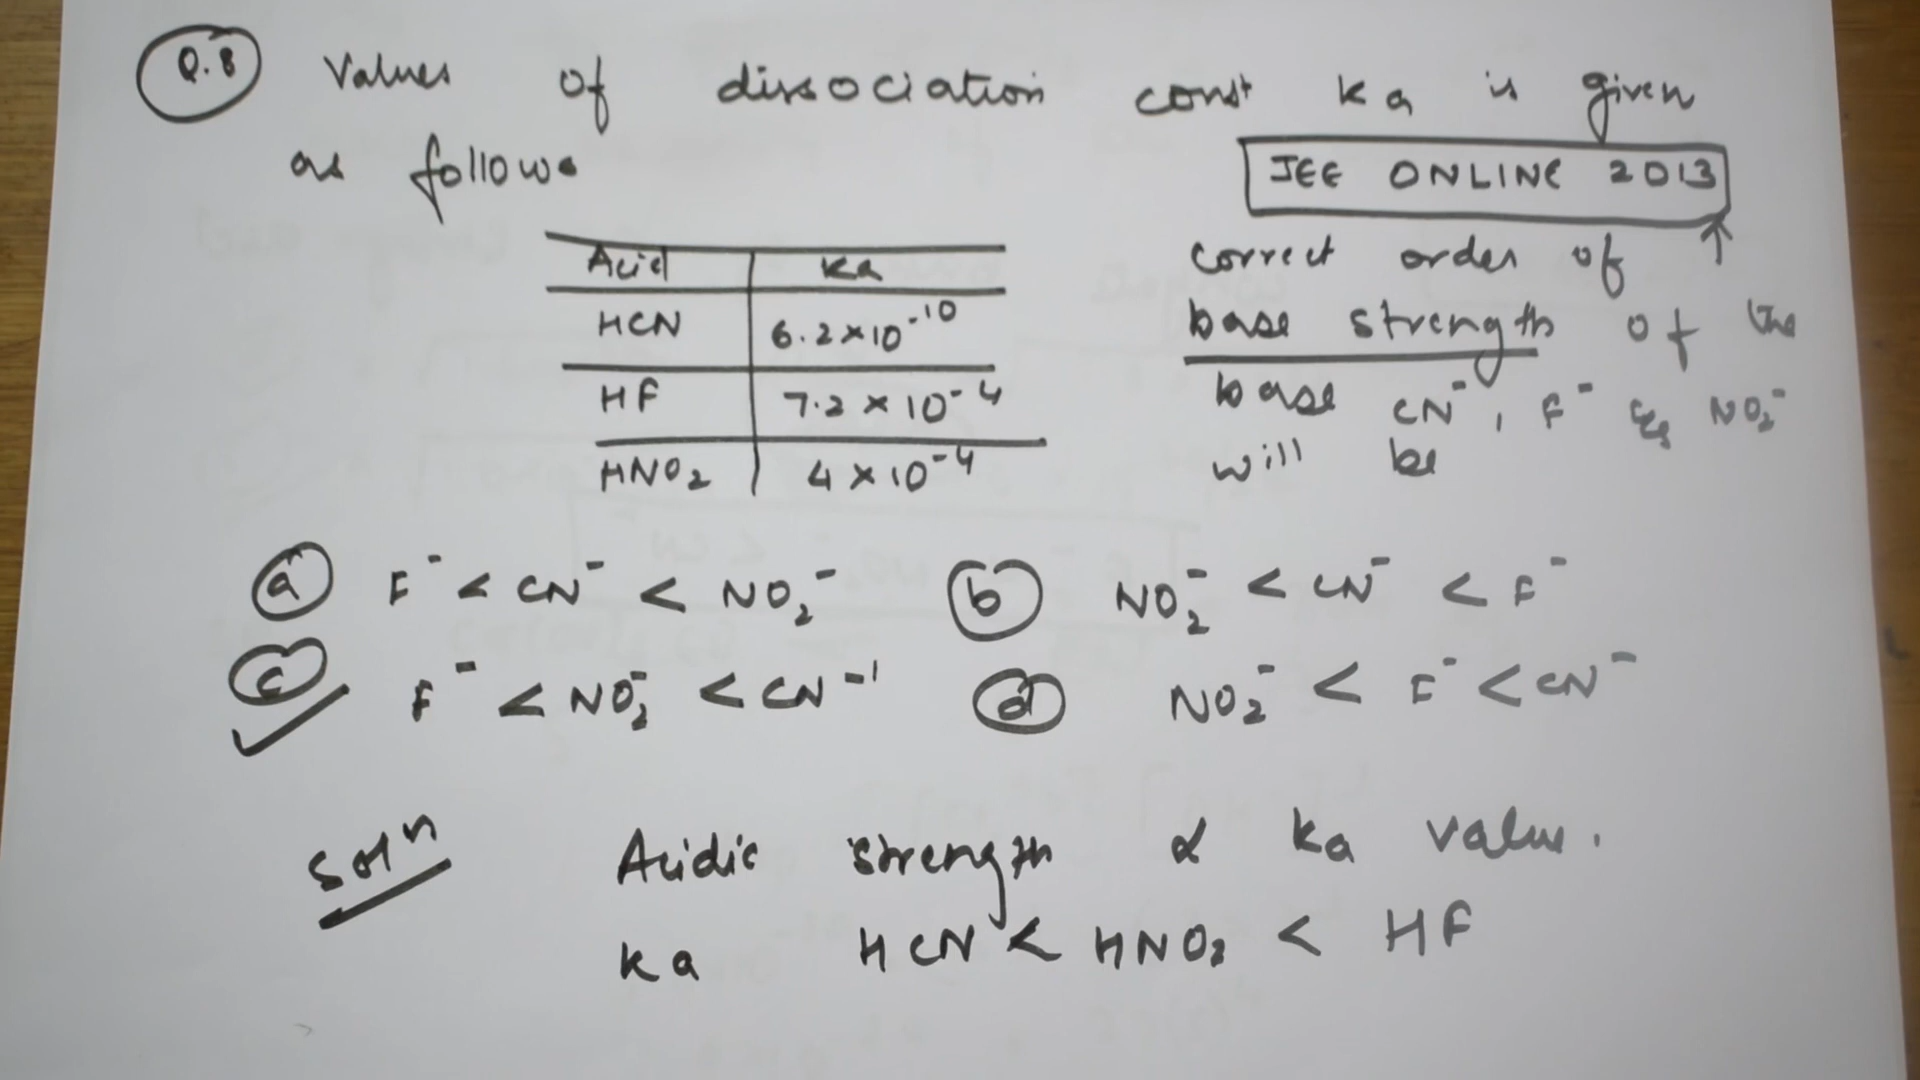 Q.8 Values of dissociation const ka is given
as follows
JEE ONLINE 2013
Acid ka
HCN 6.2×10⁻¹⁰
HF 7.2×10⁻⁴
HNO₂ 4×10⁻⁴
correct order of
base strength of the
base CN⁻, F⁻ & NO₂⁻
will be
a F⁻ < CN⁻ < NO₂⁻
b NO₂⁻ < CN⁻ < F⁻
c F⁻ < NO₂⁻ < CN⁻¹
d NO₂⁻ < F⁻ < CN⁻
Solⁿ Acidic strength α ka value.
ka HCN < HNO₂ < HF